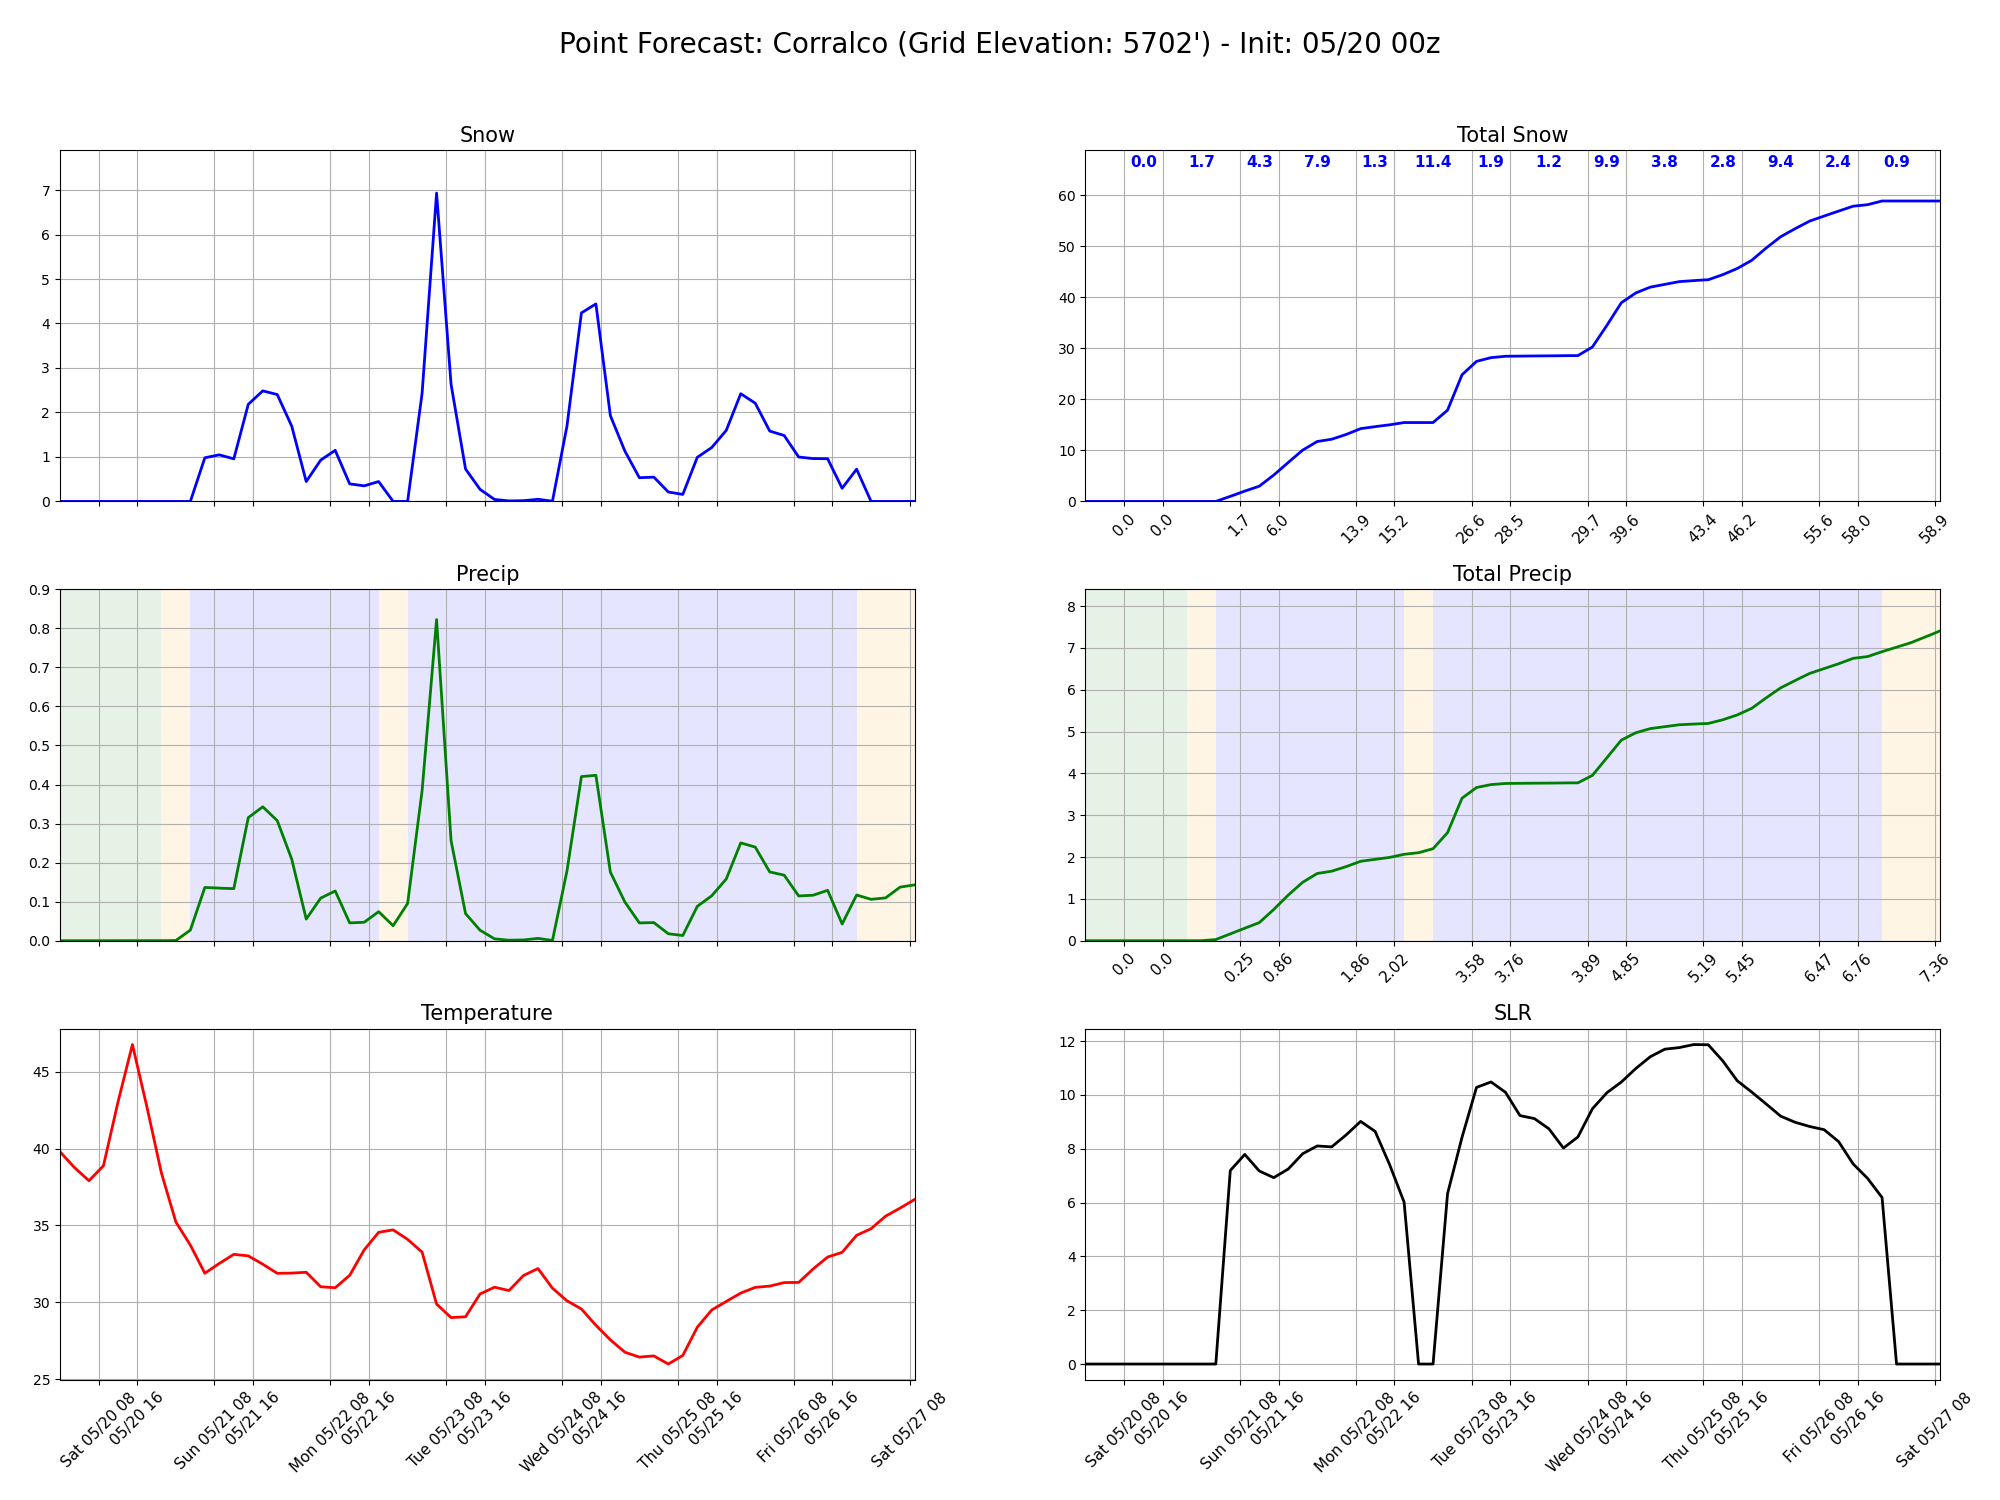 Point Forecast: Corralco (Grid Elevation: 5702') - Init: 05/20 00z
Snow
7
6
5
4
3
2
1
0
Total Snow
0.0 1.7 4.3 7.9 1.3 11.4 1.9 1.2 9.9 3.8 2.8 9.4 2.4 0.9
60
50
40
30
20
10
0
0.0 0.0 1.7 6.0 13.9 15.2 26.6 28.5 29.7 39.6 43.4 46.2 55.6 58.0 58.9
Precip
0.9
0.8
0.7
0.6
0.5
0.4
0.3
0.2
0.1
0.0
Total Precip
8
7
6
5
4
3
2
1
0
0.0 0.0 0.25 0.86 1.86 2.02 3.58 3.76 3.89 4.85 5.19 5.45 6.47 6.76 7.36
Temperature
45
40
35
30
25
Sat 05/20 08
05/20 16
Sun 05/21 08
05/21 16
Mon 05/22 08
05/22 16
Tue 05/23 08
05/23 16
Wed 05/24 08
05/24 16
Thu 05/25 08
05/25 16
Fri 05/26 08
05/26 16
Sat 05/27 08
SLR
12
10
8
6
4
2
0
Sat 05/20 08
05/20 16
Sun 05/21 08
05/21 16
Mon 05/22 08
05/22 16
Tue 05/23 08
05/23 16
Wed 05/24 08
05/24 16
Thu 05/25 08
05/25 16
Fri 05/26 08
05/26 16
Sat 05/27 08